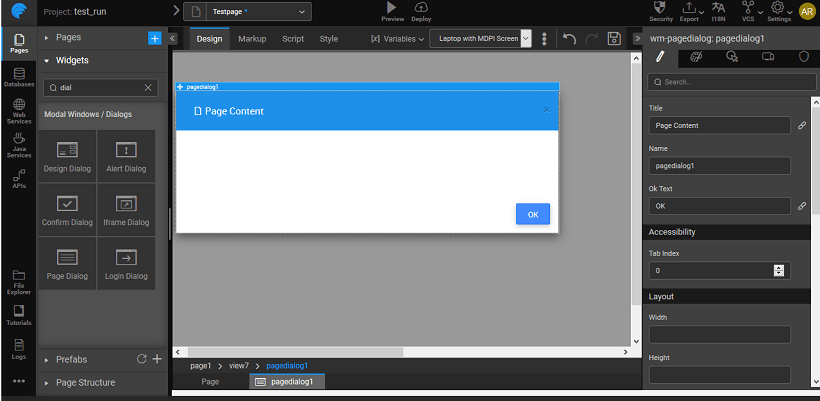 Project: test_run
Testpage *
Preview
Deploy
Security
Export
I18N
VCS
Settings
AR
Pages
Databases
Web
Services
Java
Services
APIs
File
Explorer
Tutorials
Logs
Pages
Widgets
dial
Modal Windows / Dialogs
Design Dialog
Alert Dialog
Confirm Dialog
Iframe Dialog
Page Dialog
Login Dialog
Prefabs
Page Structure
Design
Markup
Script
Style
[x] Variables
Laptop with MDPI Screen
pagedialog1
Page Content
OK
page1 > view7 > pagedialog1
Page
pagedialog1
wm-pagedialog: pagedialog1
Search...
Title
Page Content
Name
pagedialog1
Ok Text
OK
Accessibility
Tab Index
0
Layout
Width
Height